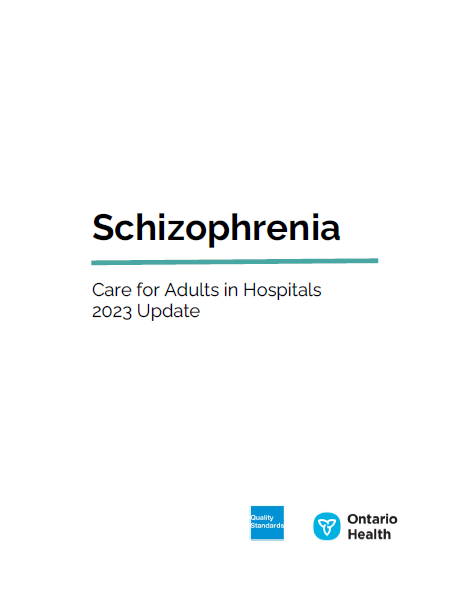 Schizophrenia
Care for Adults in Hospitals
2023 Update
Quality
Standards
Ontario
Health